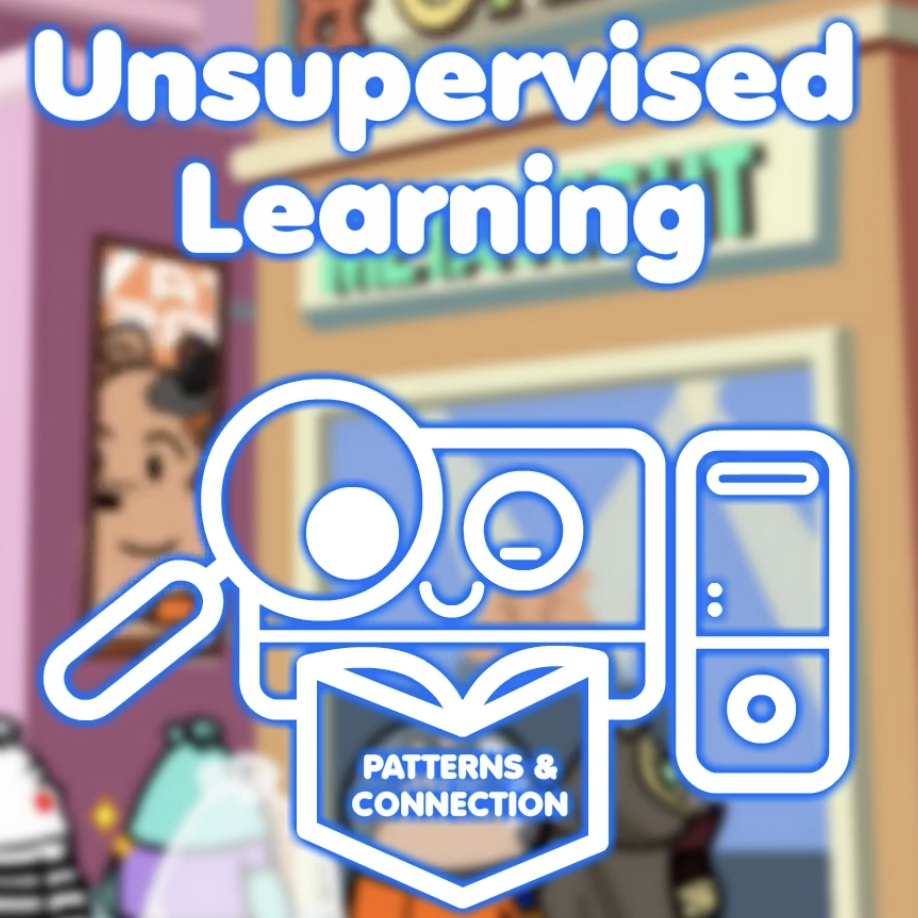 Unsupervised
Learning
PATTERNS &
CONNECTION